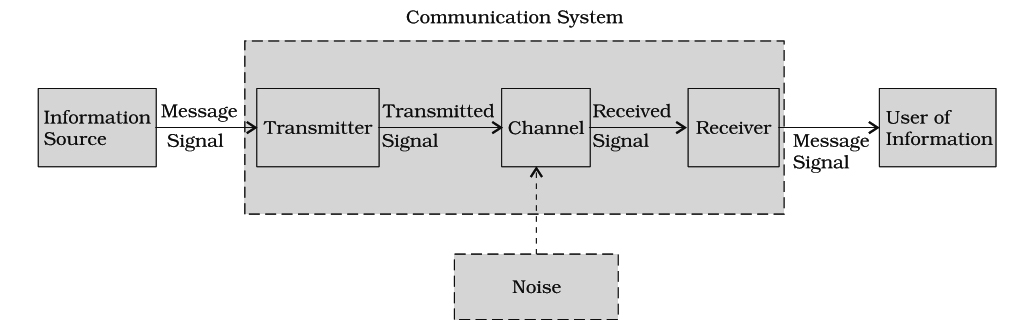 Communication System
Information
Source
Message
Signal
Transmitter
Transmitted
Signal
Channel
Received
Signal
Receiver
Message
Signal
User of
Information
Noise